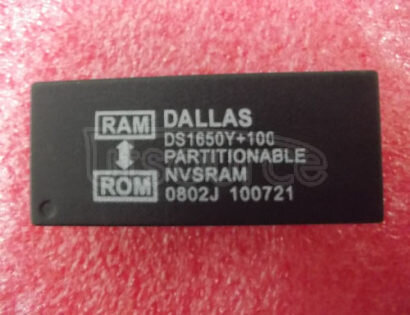 RAM
ROM
DALLAS
DS1650Y+100
PARTITIONABLE
NVSRAM
0802J 100721